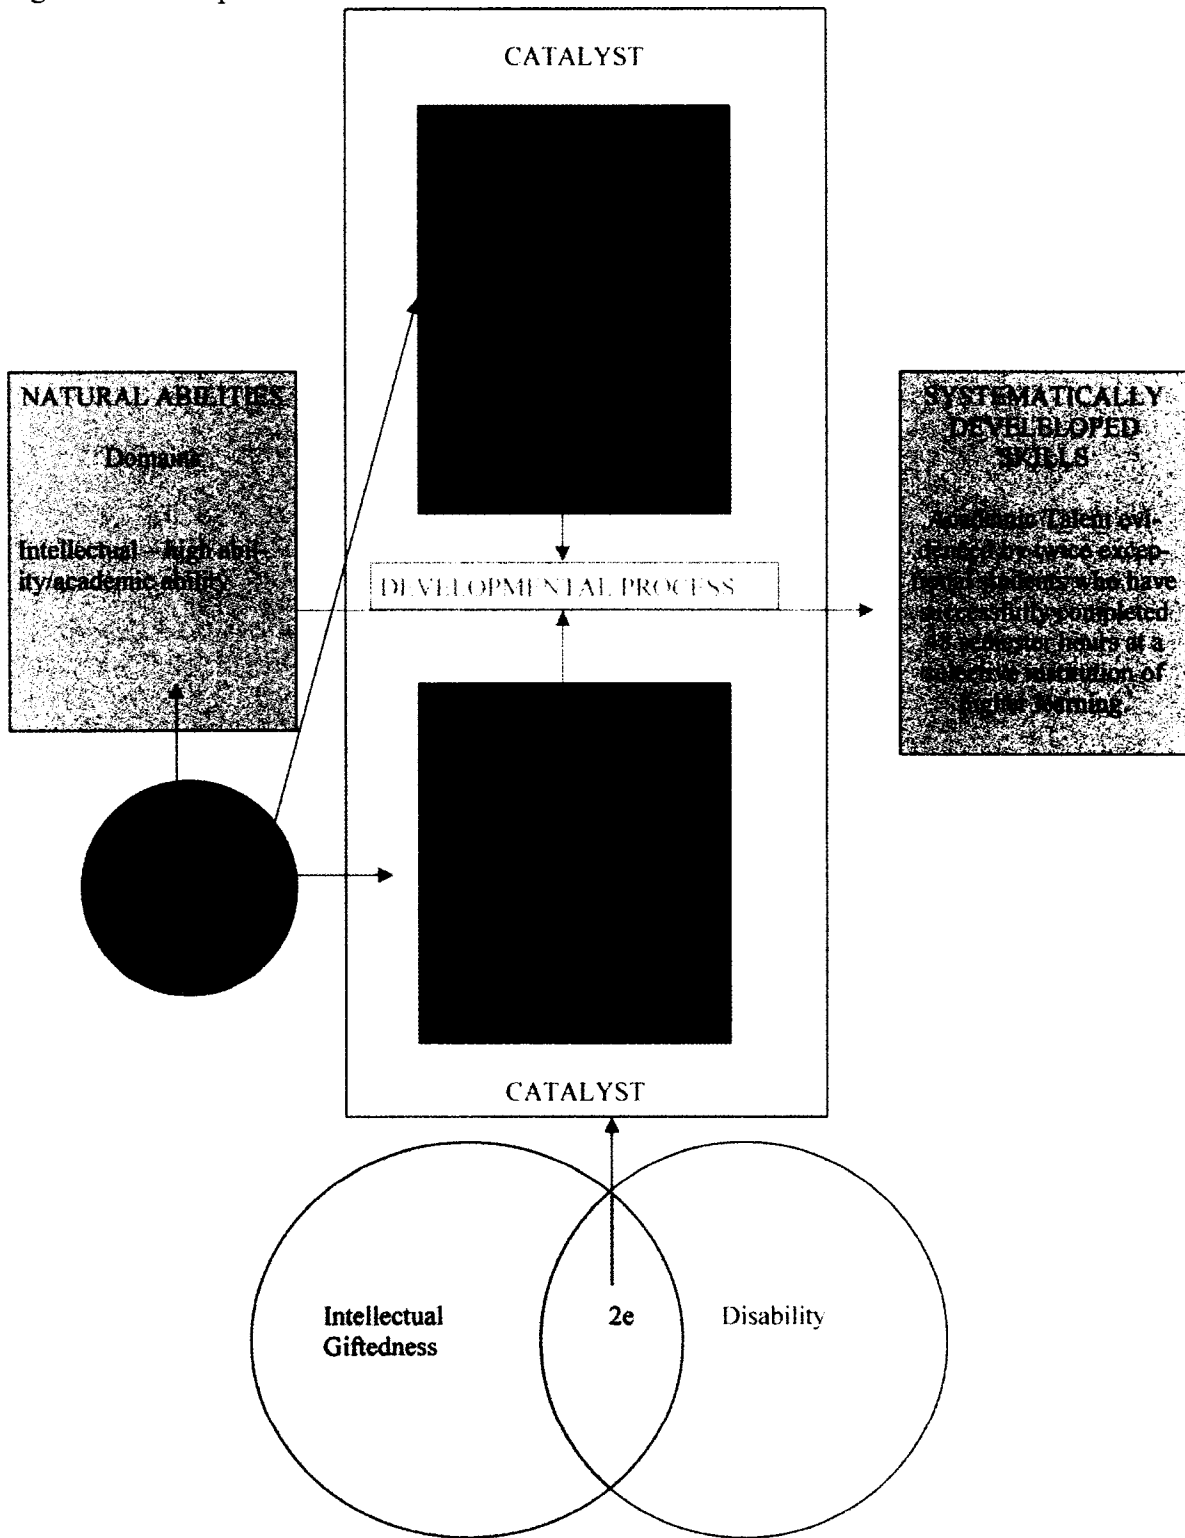 CATALYST
NATURAL ABILITIES
Domains
Intellectual – high abil-
ity/academic ability
DEVELOPMENTAL PROCESS
SYSTEMATICALLY
DEVELELOPED
SKILLS
Academic Talent evi-
denced by twice excep-
tional students who have
successfully completed
semester hours at a
selective institution of
higher learning.
CATALYST
Intellectual
Giftedness
2e
Disability